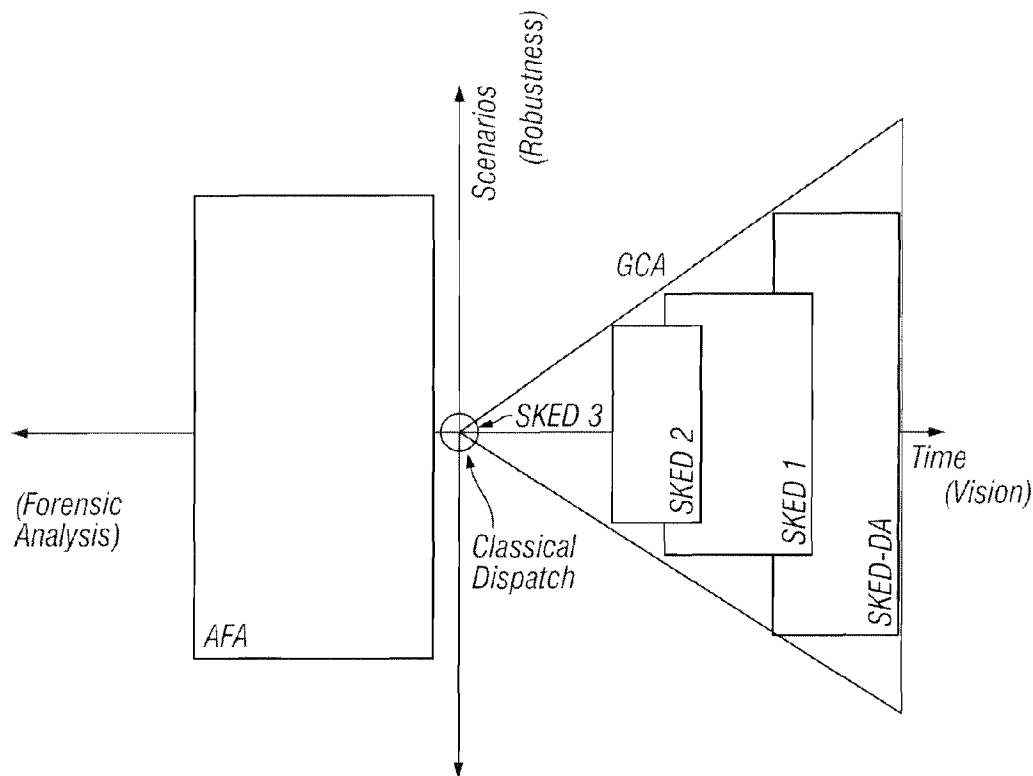 Scenarios
(Robustness)
GCA
SKED 3
SKED 2
SKED 1
SKED-DA
Time
(Vision)
(Forensic
Analysis)
Classical
Dispatch
AFA